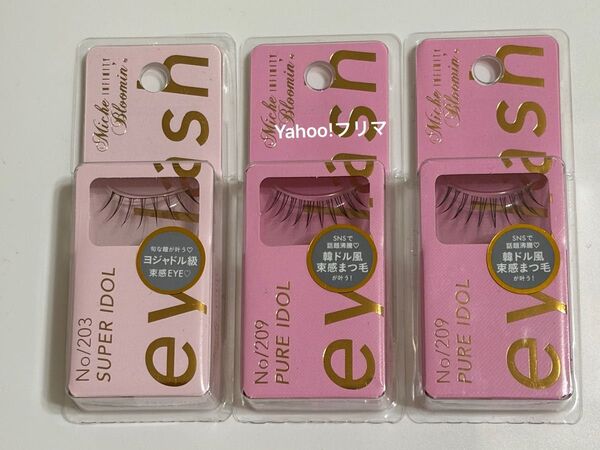 Miche INFINITY
Bloomin'
eyelash
旬な瞳が叶う♡
ヨジャドル級
束感EYE♡
No/203
SUPER IDOL
Miche INFINITY
Bloomin'
eyelash
SNSで
話題沸騰♡
韓ドル風
束感まつ毛
が叶う!
No/209
PURE IDOL
Miche INFINITY
Bloomin'
eyelash
SNSで
話題沸騰♡
韓ドル風
束感まつ毛
が叶う!
No/209
PURE IDOL
Yahoo!フリマ